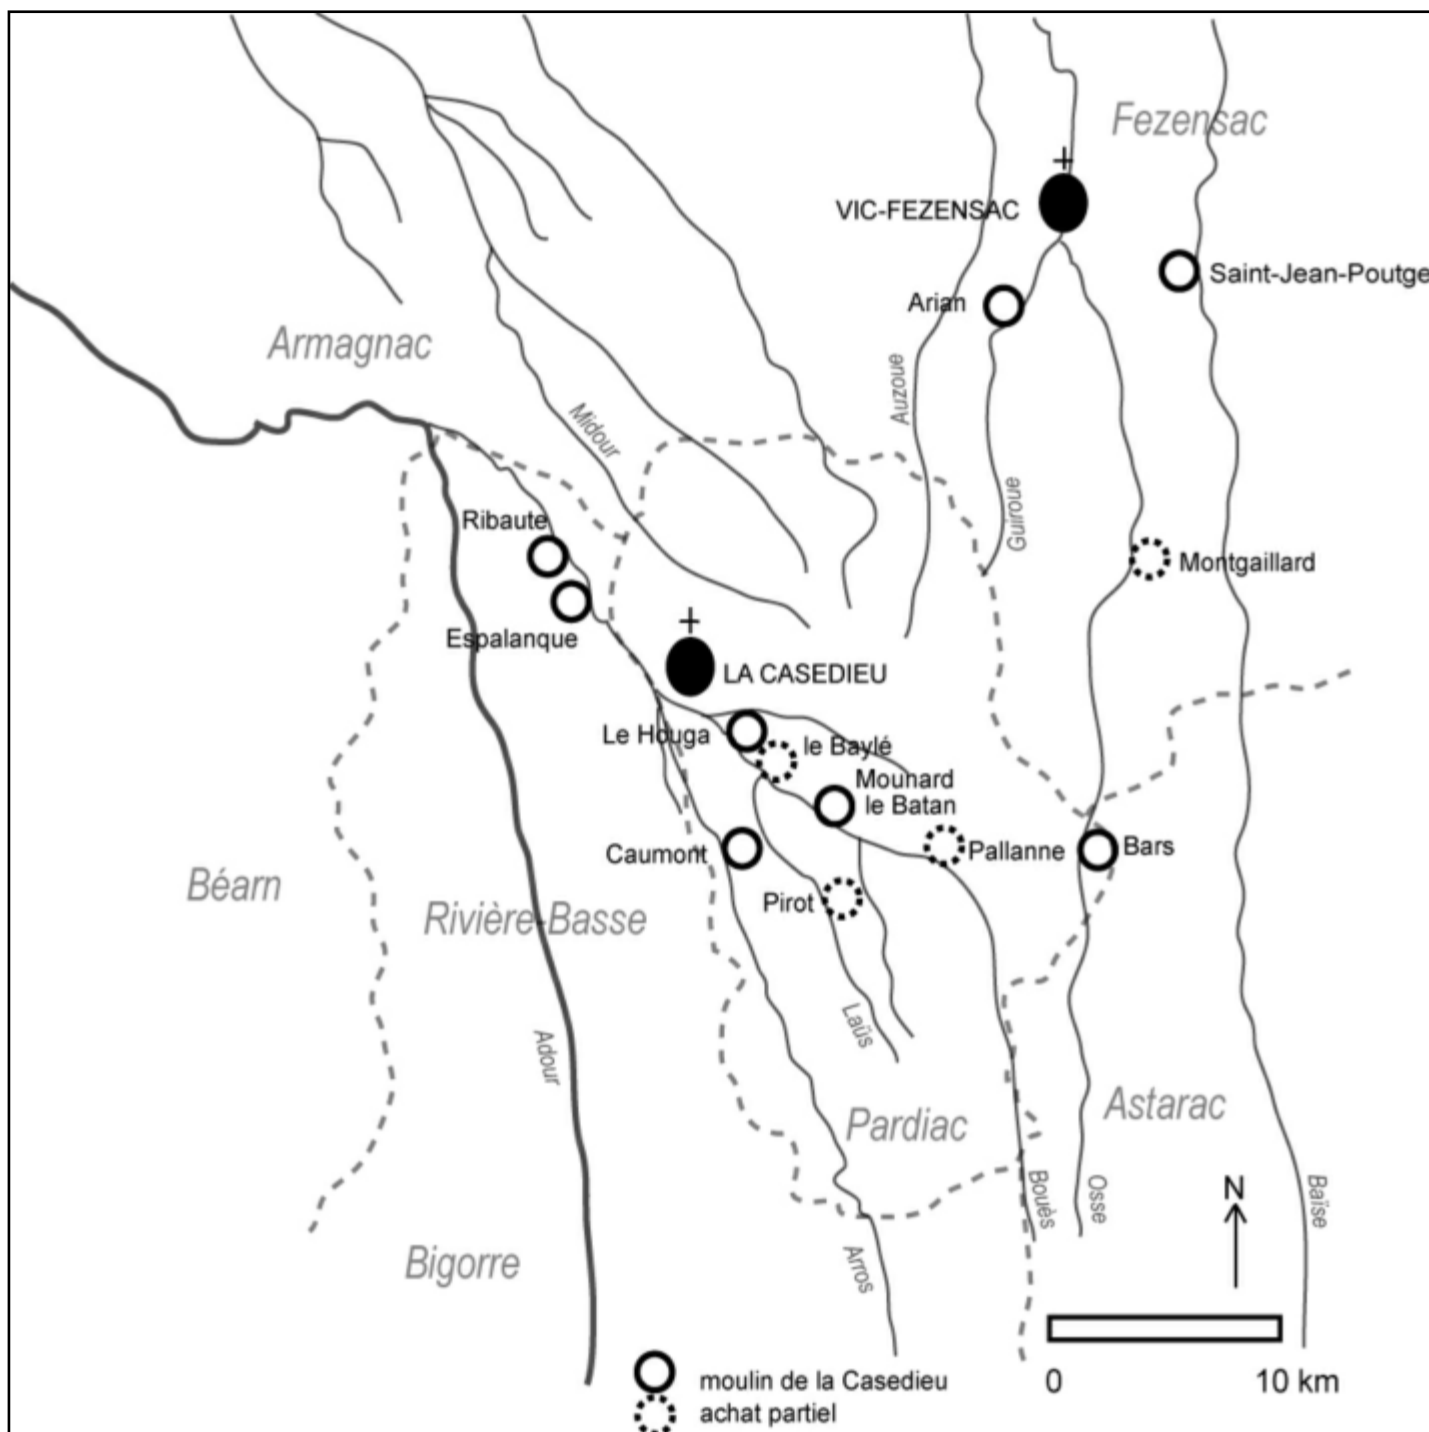 Fezensac
VIC-FEZENSAC
Saint-Jean-Poutge
Arian
Armagnac
Auzoue
Midour
Guiroue
Ribaute
Montgaillard
Espalanque
LA CASEDIEU
Le Houga
le Baylé
Mounard
le Batan
Caumont
Pallanne
Bars
Béarn
Pirot
Rivière-Basse
Laüs
Adour
Pardiac
Astarac
Bouès
Osse
Baïse
N
Bigorre
Arros
0 10 km
moulin de la Casedieu
achat partiel